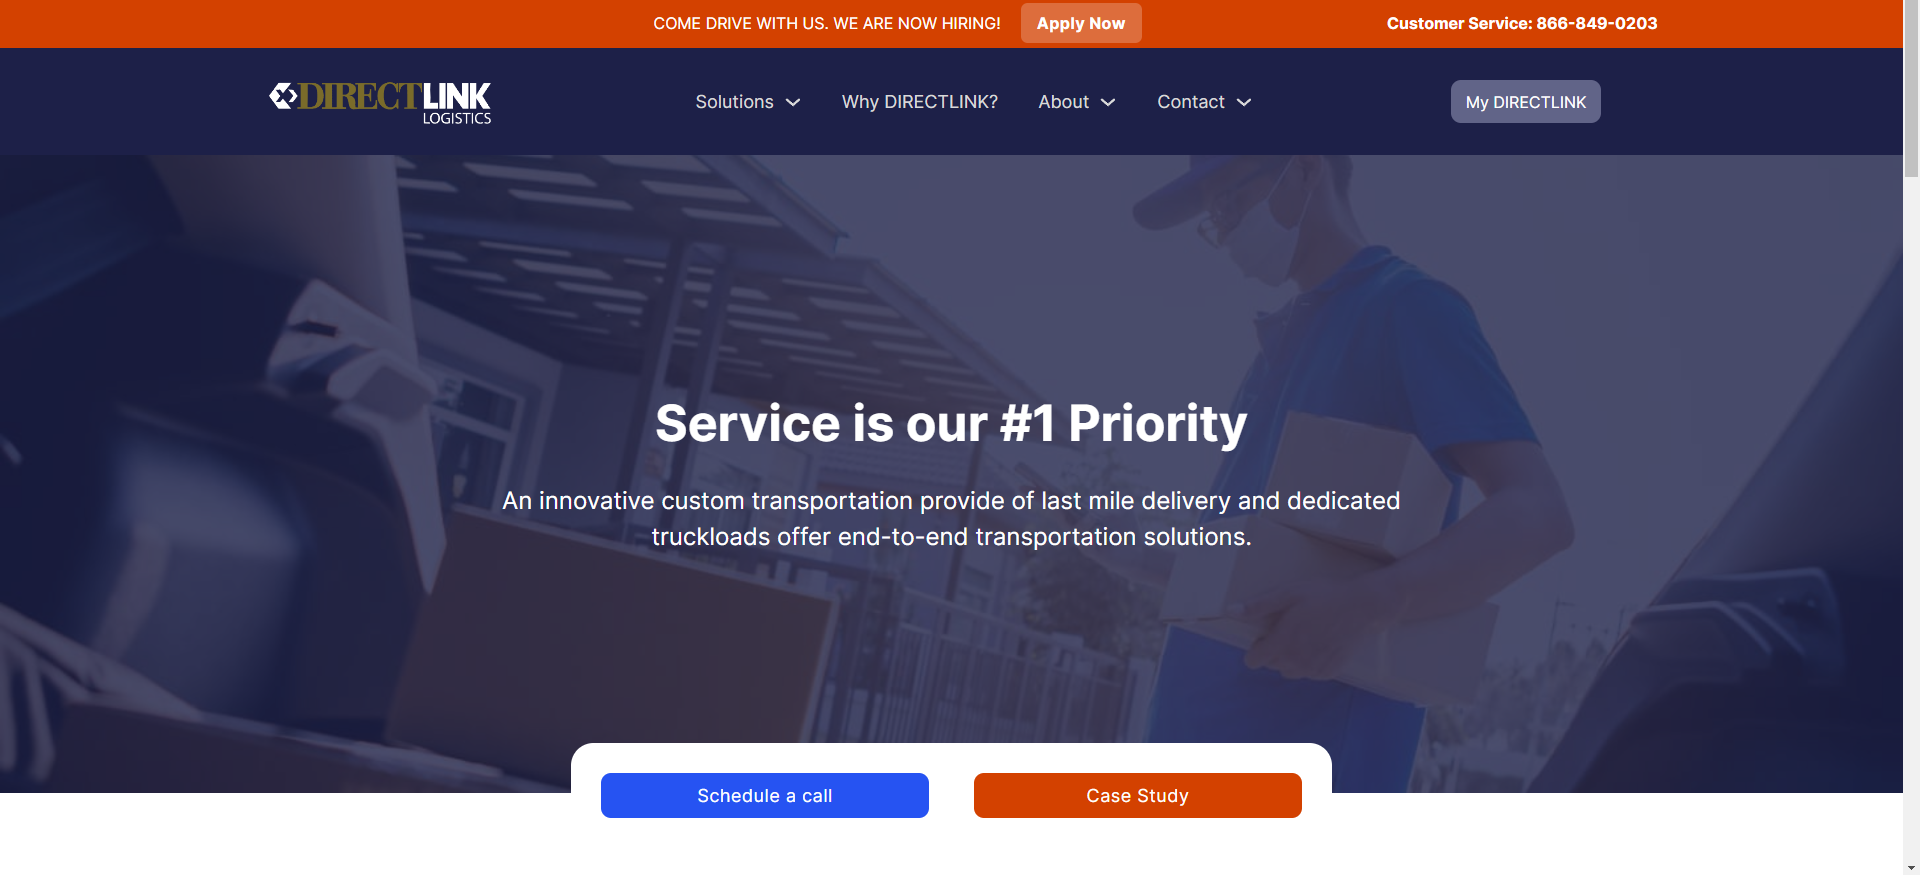 COME DRIVE WITH US. WE ARE NOW HIRING!
Apply Now
Customer Service: 866-849-0203
DIRECTLINK
LOGISTICS
Solutions
Why DIRECTLINK?
About
Contact
My DIRECTLINK
Service is our #1 Priority
An innovative custom transportation provide of last mile delivery and dedicated
truckloads offer end-to-end transportation solutions.
Schedule a call
Case Study